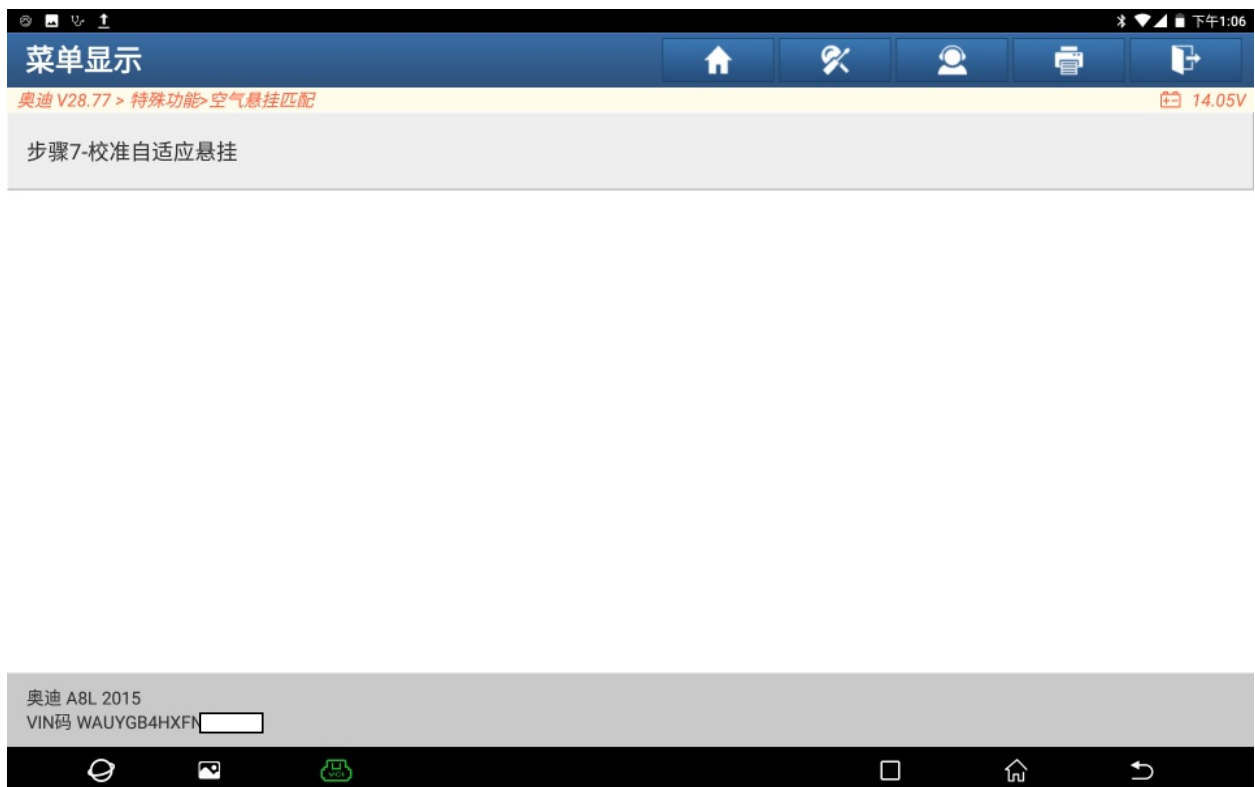 下午1:06
菜单显示
奥迪 V28.77 > 特殊功能>空气悬挂匹配
14.05V
步骤7-校准自适应悬挂
奥迪 A8L 2015
VIN码 WAUYGB4HXFN
VCI